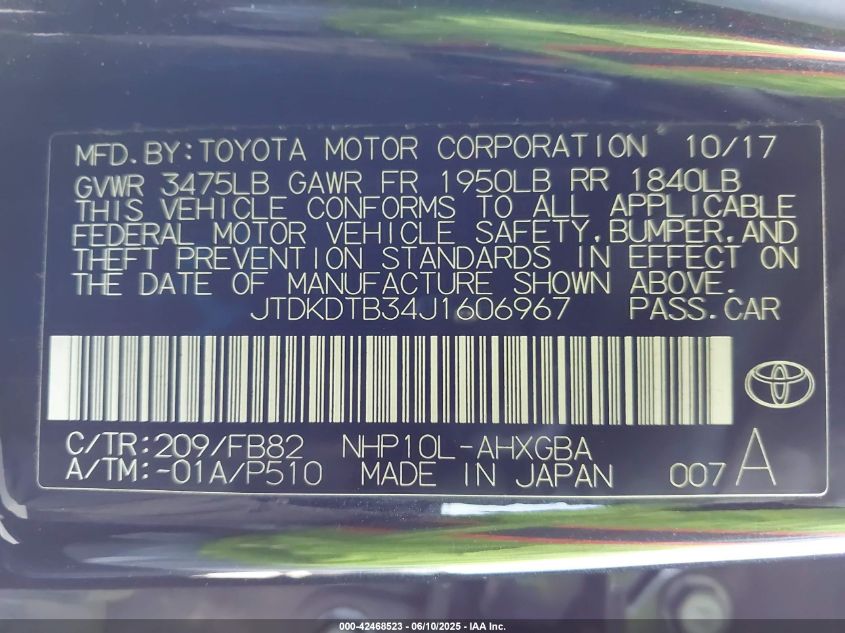 MFD.BY:TOYOTA MOTOR CORPORATION 10/17
GVWR 3475LB GAWR FR 1950LB RR 1840LB
THIS VEHICLE CONFORMS TO ALL APPLICABLE
FEDERAL MOTOR VEHICLE SAFETY,BUMPER,AND
THEFT PREVENTION STANDARDS IN EFFECT ON
THE DATE OF MANUFACTURE SHOWN ABOVE.
JTDKDTB34J1606967 PASS.CAR
C/TR:209/FB82 NHP10L-AHXGBA
A/TM:-01A/P510 MADE IN JAPAN 007A
000-42468523 - 06/10/2025 - IAA Inc.